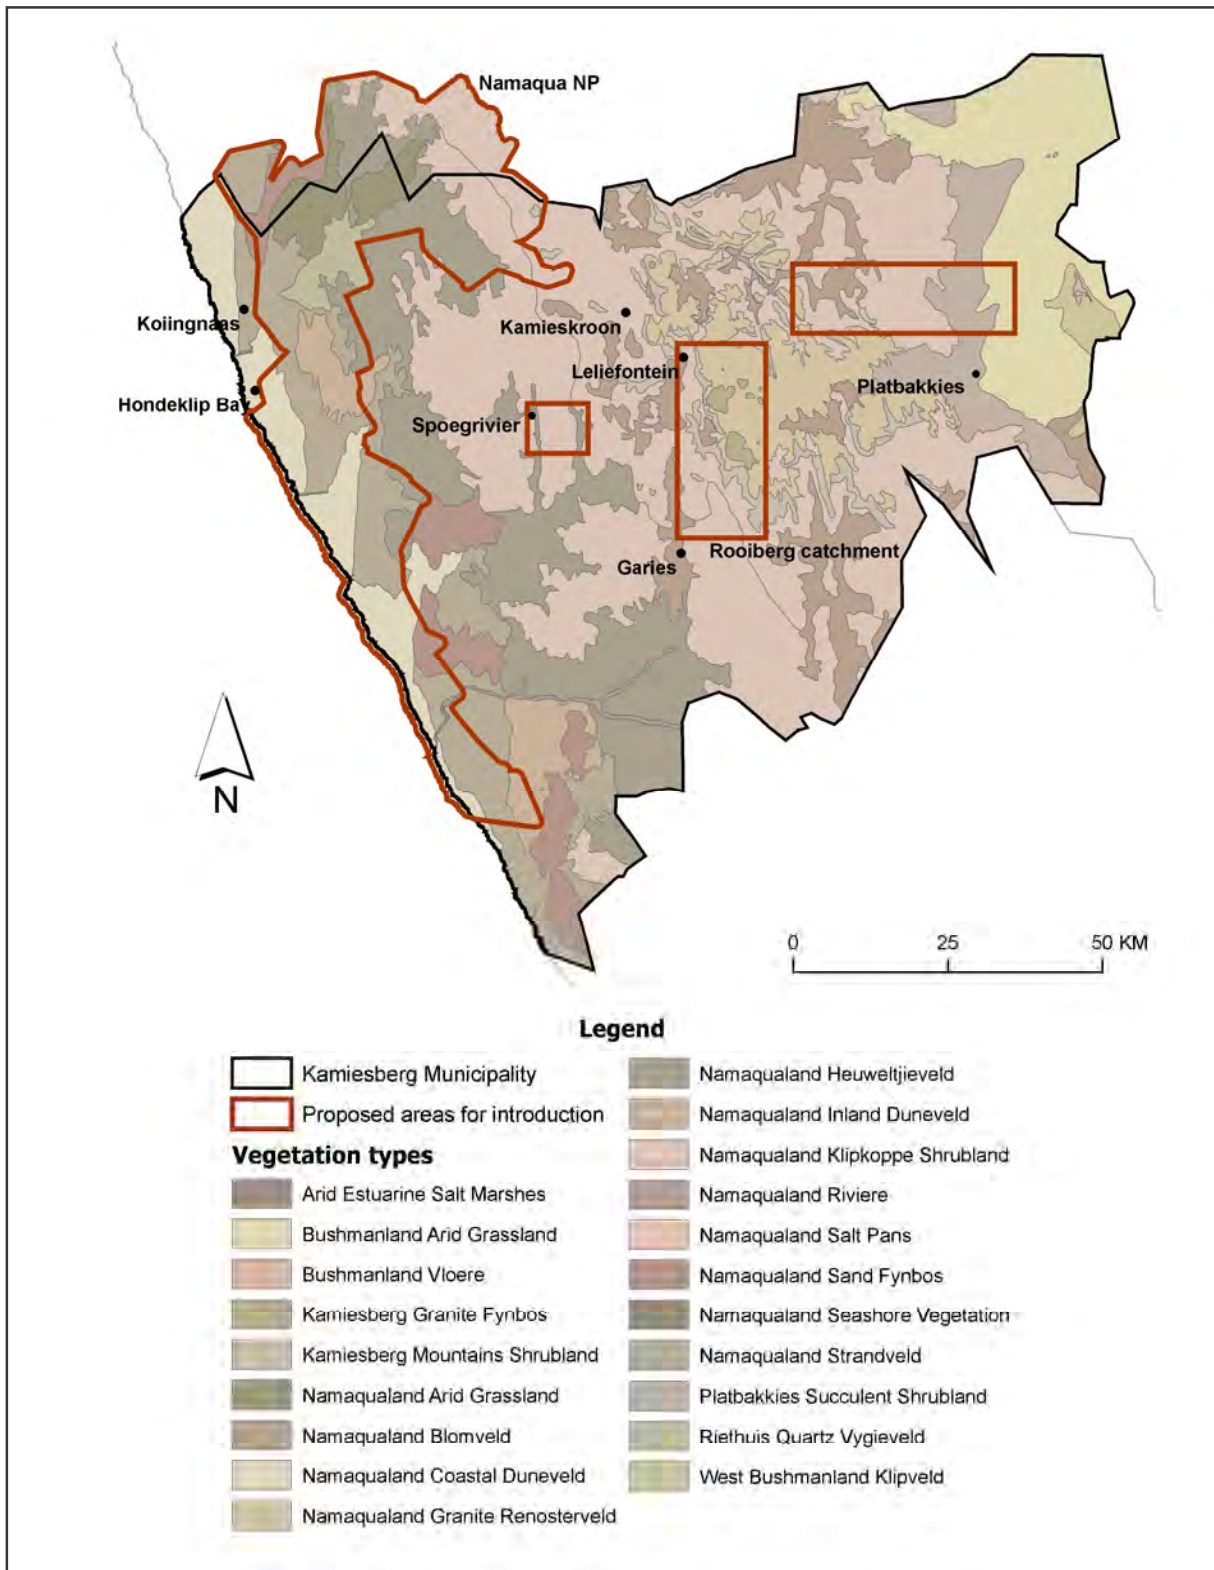 Namaqua NP
Koiingnaas
Kamieskroon
Leliefontein
Platbakkies
Hondeklip Bay
Spoegrivier
Rooiberg catchment
Garies
N
0 25 50 KM
Legend
Kamiesberg Municipality
Proposed areas for introduction
Vegetation types
Arid Estuarine Salt Marshes
Bushmanland Arid Grassland
Bushmanland Vloere
Kamiesberg Granite Fynbos
Kamiesberg Mountains Shrubland
Namaqualand Arid Grassland
Namaqualand Blomveld
Namaqualand Coastal Duneveld
Namaqualand Granite Renosterveld
Namaqualand Heuweltjieveld
Namaqualand Inland Duneveld
Namaqualand Klipkoppe Shrubland
Namaqualand Riviere
Namaqualand Salt Pans
Namaqualand Sand Fynbos
Namaqualand Seashore Vegetation
Namaqualand Strandveld
Platbakkies Succulent Shrubland
Riethuis Quartz Vygieveld
West Bushmanland Klipveld